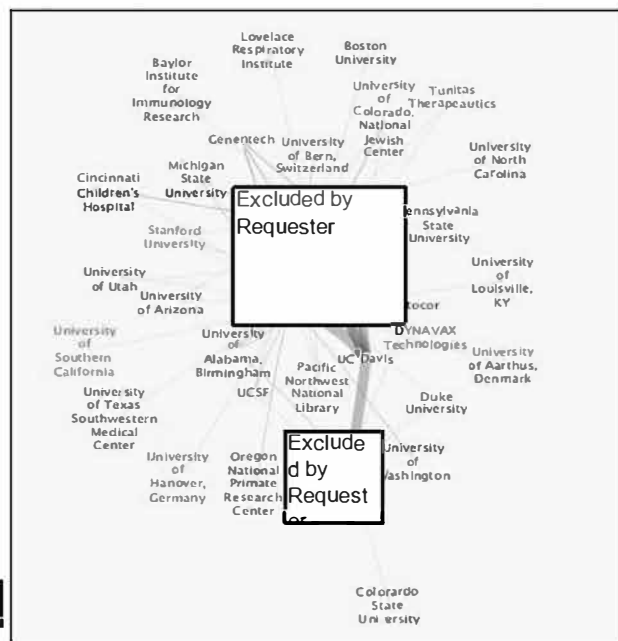 Lovelace
Respiratory
Institute
Boston
University
Baylor
Institute
for
Immunology
Research
University
of
Colorado,
National
Jewish
Center
Tunitas
Therapeutics
Genentech
University
of Bern,
Switzerland
University
of North
Carolina
Michigan
State
University
Cincinnati
Children's
Hospital
Excluded by
Requester
ennsylvania
State
University
Stanford
University
University
of Utah
University
of
Louisville,
KY
University
of Arizona
tocor
DYNAVAX
Technologies
University
of
Southern
California
University
of
Alabama,
Birmingham
UC Davis
University
of Aarthus,
Denmark
Pacific
Northwest
National
Library
UCSF
University
of Texas
Southwestern
Medical
Center
Duke
University
Exclude
d by
Request
er
University
of
Washington
University
of
Hanover,
Germany
Oregon
National
Primate
Research
Center
Colorardo
State
University